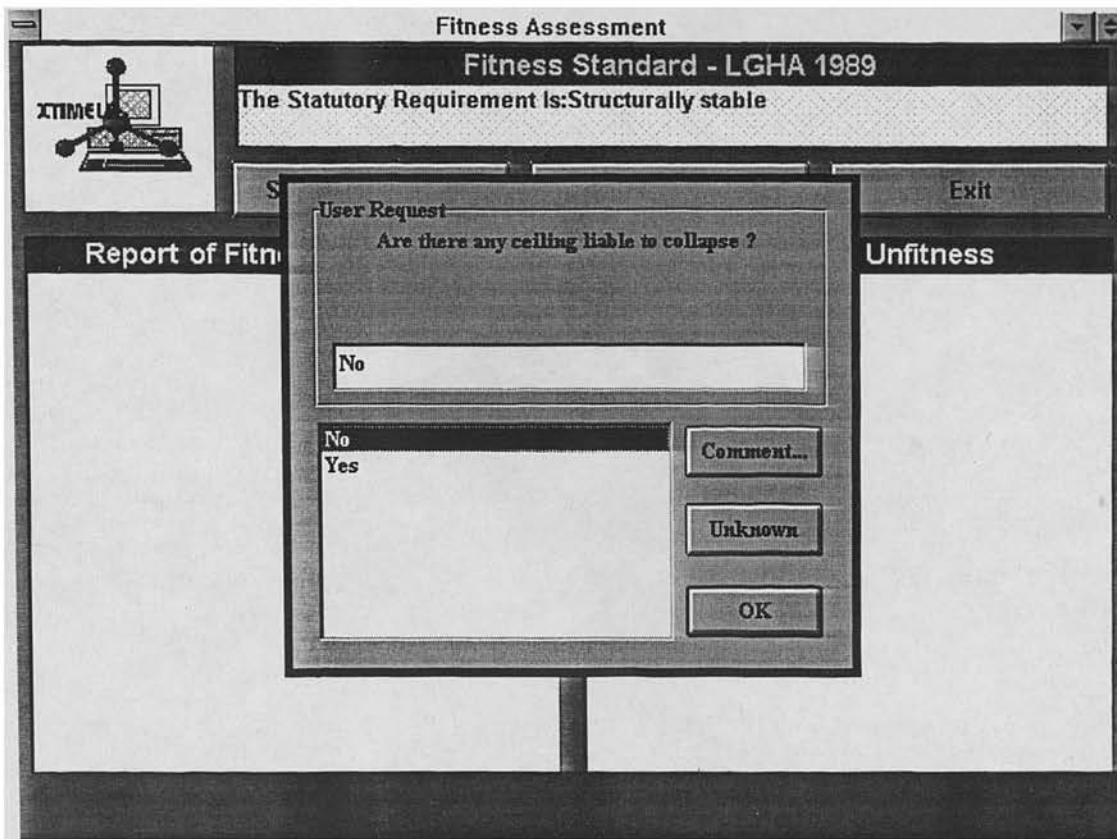 Fitness Assessment
Fitness Standard - LGHA 1989
XTIMEL
The Statutory Requirement Is:Structurally stable
Exit
User Request
Are there any ceiling liable to collapse ?
Report of
Unfitness
No
No
Yes
Comment...
Unknown
OK